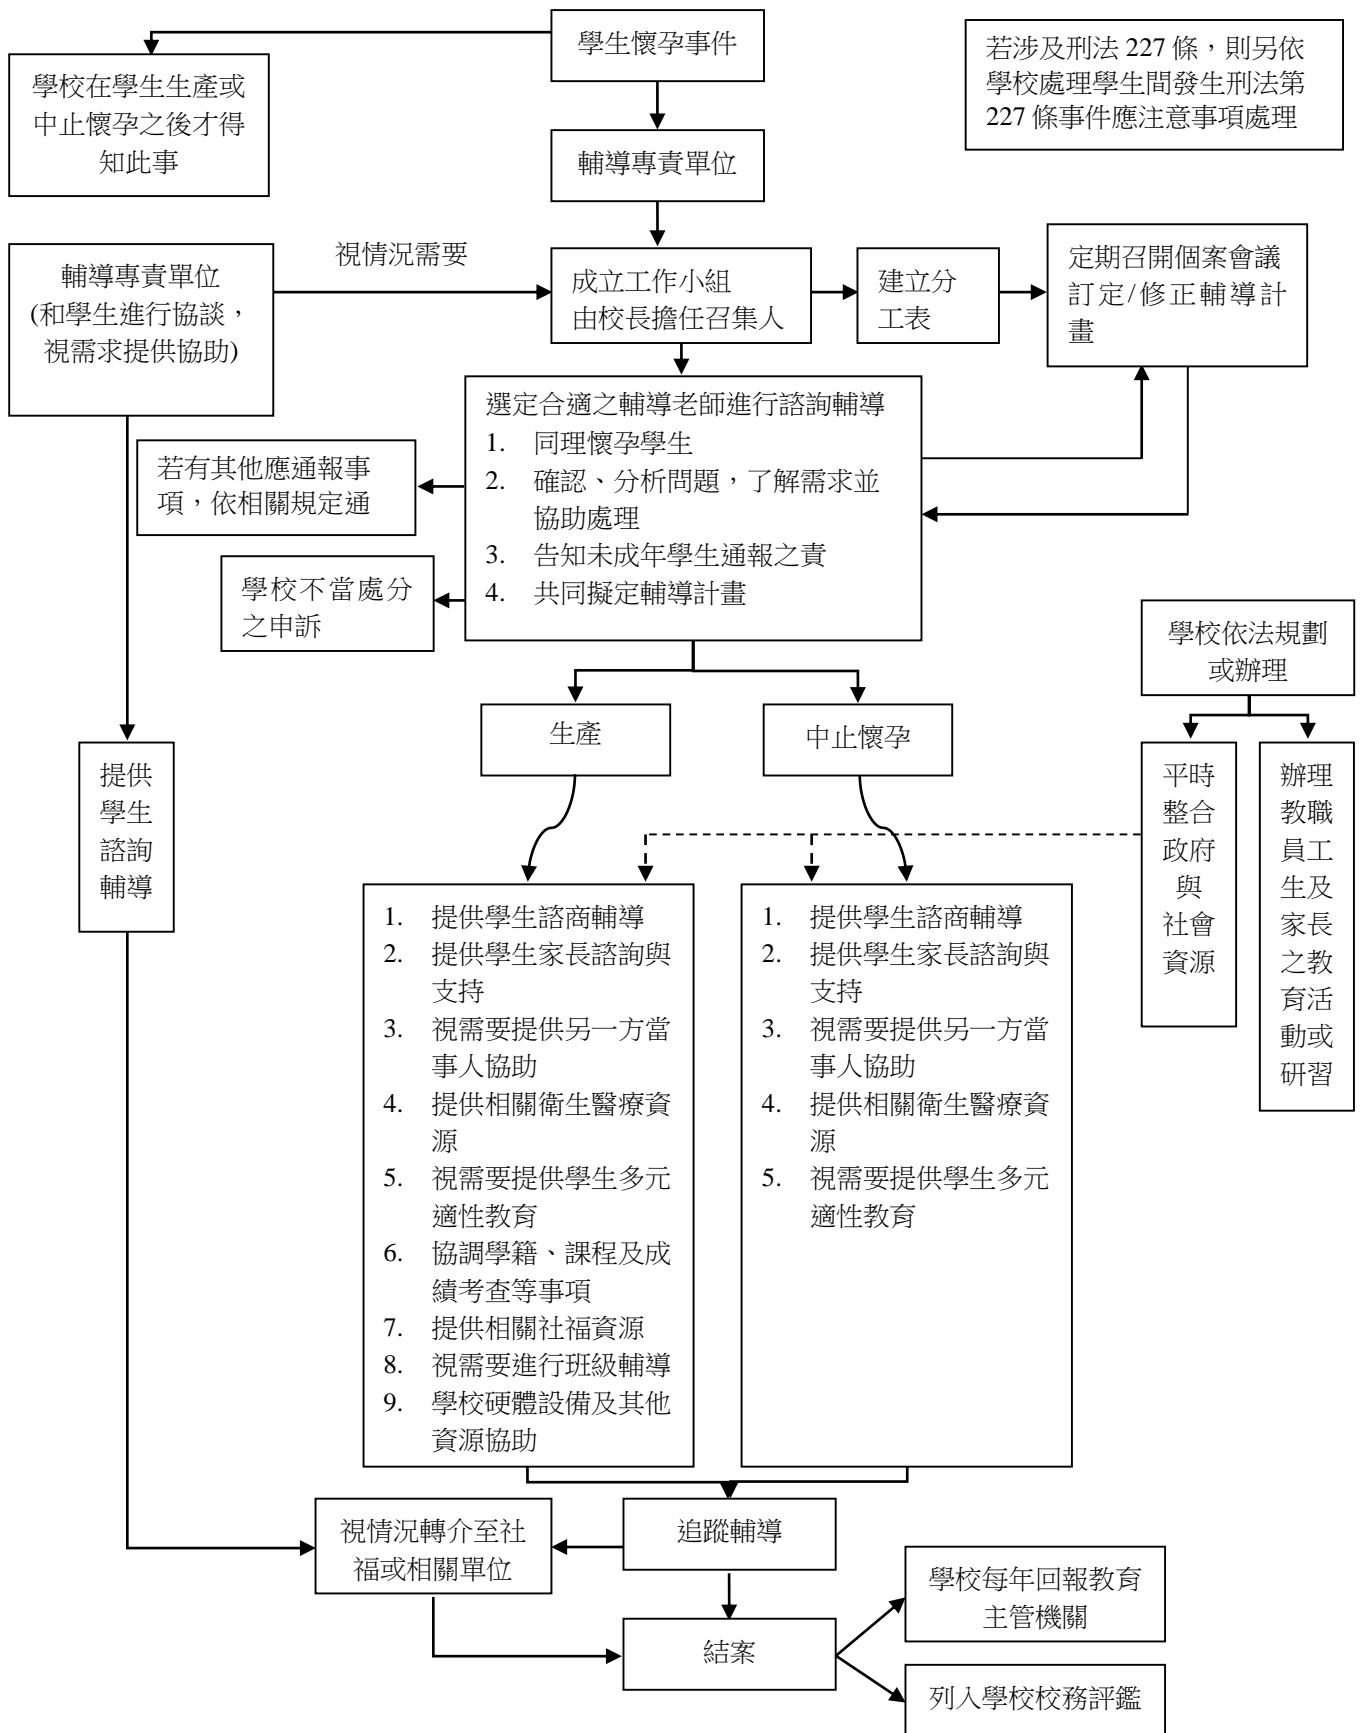 學生懷孕事件
若涉及刑法 227 條，則另依
學校處理學生間發生刑法第
227 條事件應注意事項處理
學校在學生生產或
中止懷孕之後才得
知此事
輔導專責單位
輔導專責單位
(和學生進行協談，
視需求提供協助)
視情況需要
成立工作小組
由校長擔任召集人
建立分
工表
定期召開個案會議
訂定/修正輔導計
畫
選定合適之輔導老師進行諮詢輔導
1. 同理懷孕學生
2. 確認、分析問題，了解需求並
協助處理
3. 告知未成年學生通報之責
4. 共同擬定輔導計畫
若有其他應通報事
項，依相關規定通
學校不當處分
之申訴
學校依法規劃
或辦理
生產
中止懷孕
提供
學生
諮詢
輔導
平時
整合
政府
與
社會
資源
辦理
教職
員工
生及
家長
之教
育活
動或
研習
1. 提供學生諮商輔導
2. 提供學生家長諮詢與
支持
3. 視需要提供另一方當
事人協助
4. 提供相關衛生醫療資
源
5. 視需要提供學生多元
適性教育
6. 協調學籍、課程及成
績考查等事項
7. 提供相關社福資源
8. 視需要進行班級輔導
9. 學校硬體設備及其他
資源協助
1. 提供學生諮商輔導
2. 提供學生家長諮詢與
支持
3. 視需要提供另一方當
事人協助
4. 提供相關衛生醫療資
源
5. 視需要提供學生多元
適性教育
視情況轉介至社
福或相關單位
追蹤輔導
結案
學校每年回報教育
主管機關
列入學校校務評鑑